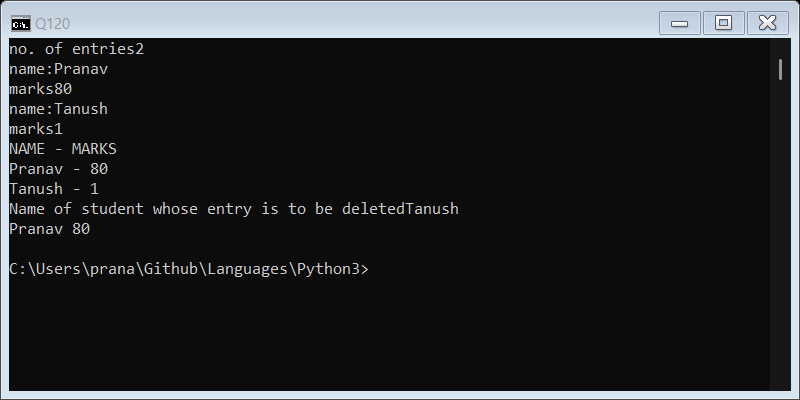 Q120
no. of entries2
name:Pranav
marks80
name:Tanush
marks1
NAME - MARKS
Pranav - 80
Tanush - 1
Name of student whose entry is to be deletedTanush
Pranav 80
C:\Users\prana\Github\Languages\Python3>